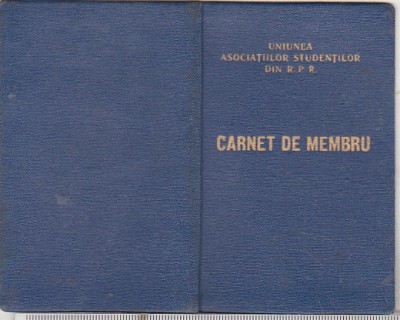 UNIUNEA
ASOCIAȚIILOR STUDENȚILOR
DIN R.P.R.
CARNET DE MEMBRU